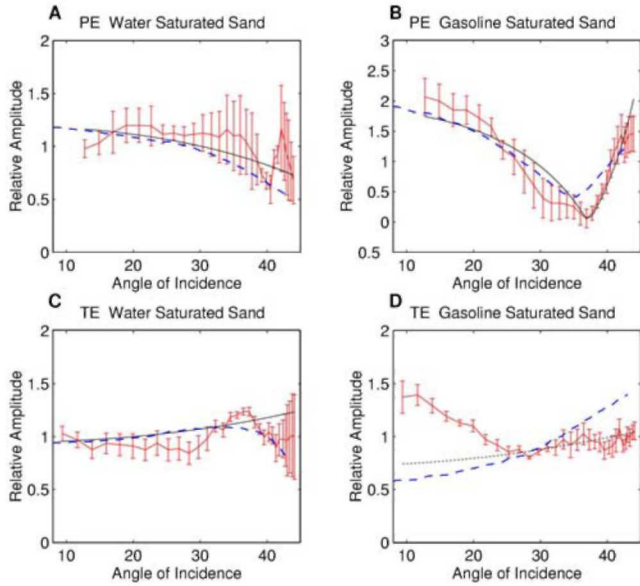 A
PE Water Saturated Sand
2
1.5
1
0.5
0
10 20 30 40
Relative Amplitude
Angle of Incidence
B
PE Gasoline Saturated Sand
3
2.5
2
1.5
1
0.5
0
0.5
10 20 30 40
Relative Amplitude
Angle of Incidence
C
TE Water Saturated Sand
2
1.5
1
0.5
0
10 20 30 40
Relative Amplitude
Angle of Incidence
D
TE Gasoline Saturated Sand
2
1.5
1
0.5
0
10 20 30 40
Relative Amplitude
Angle of Incidence